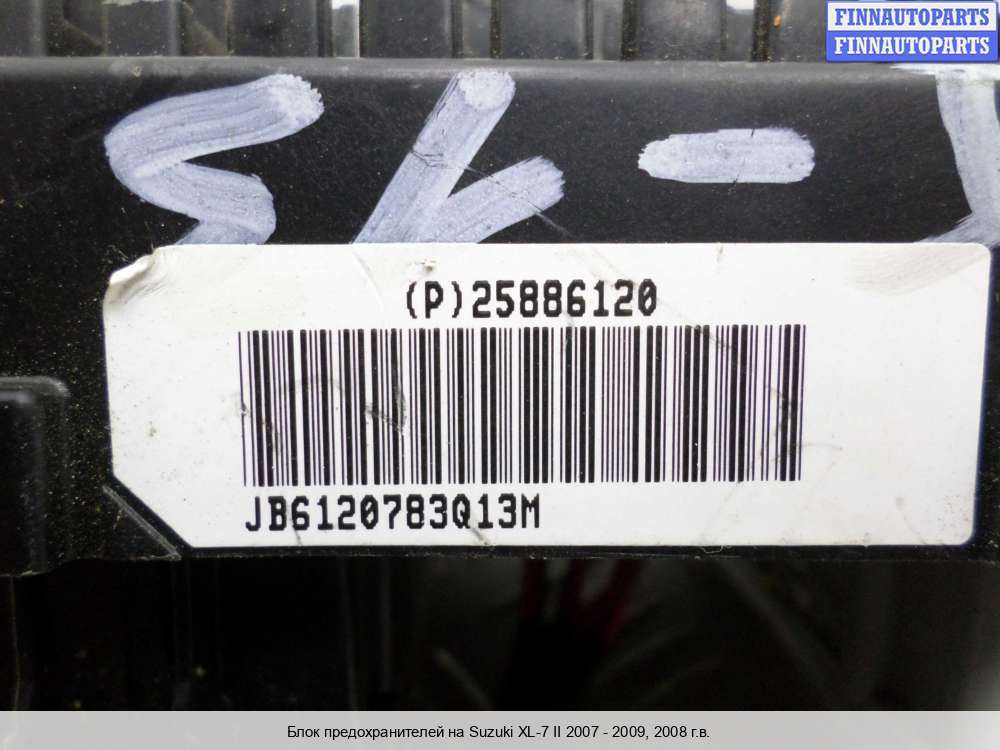 FINNAUTOPARTS
FINNAUTOPARTS
(P)25886120
JB6120783Q13M
Блок предохранителей на Suzuki XL-7 II 2007 - 2009, 2008 г.в.